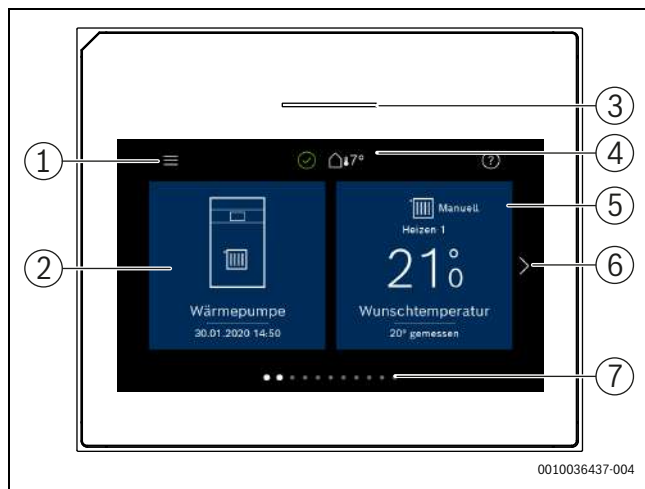 3
1
4
7°
?
5
Manuell
Heizen 1
2
21°0
6
Wärmepumpe
30.01.2020 14:50
Wunschtemperatur
20° gemessen
7
0010036437-004